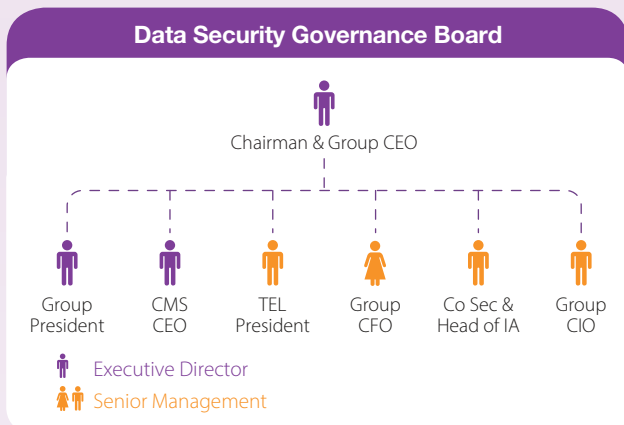 Data Security Governance Board
Chairman & Group CEO
Group President
CMS CEO
TEL President
Group CFO
Co Sec & Head of IA
Group CIO
Executive Director
Senior Management